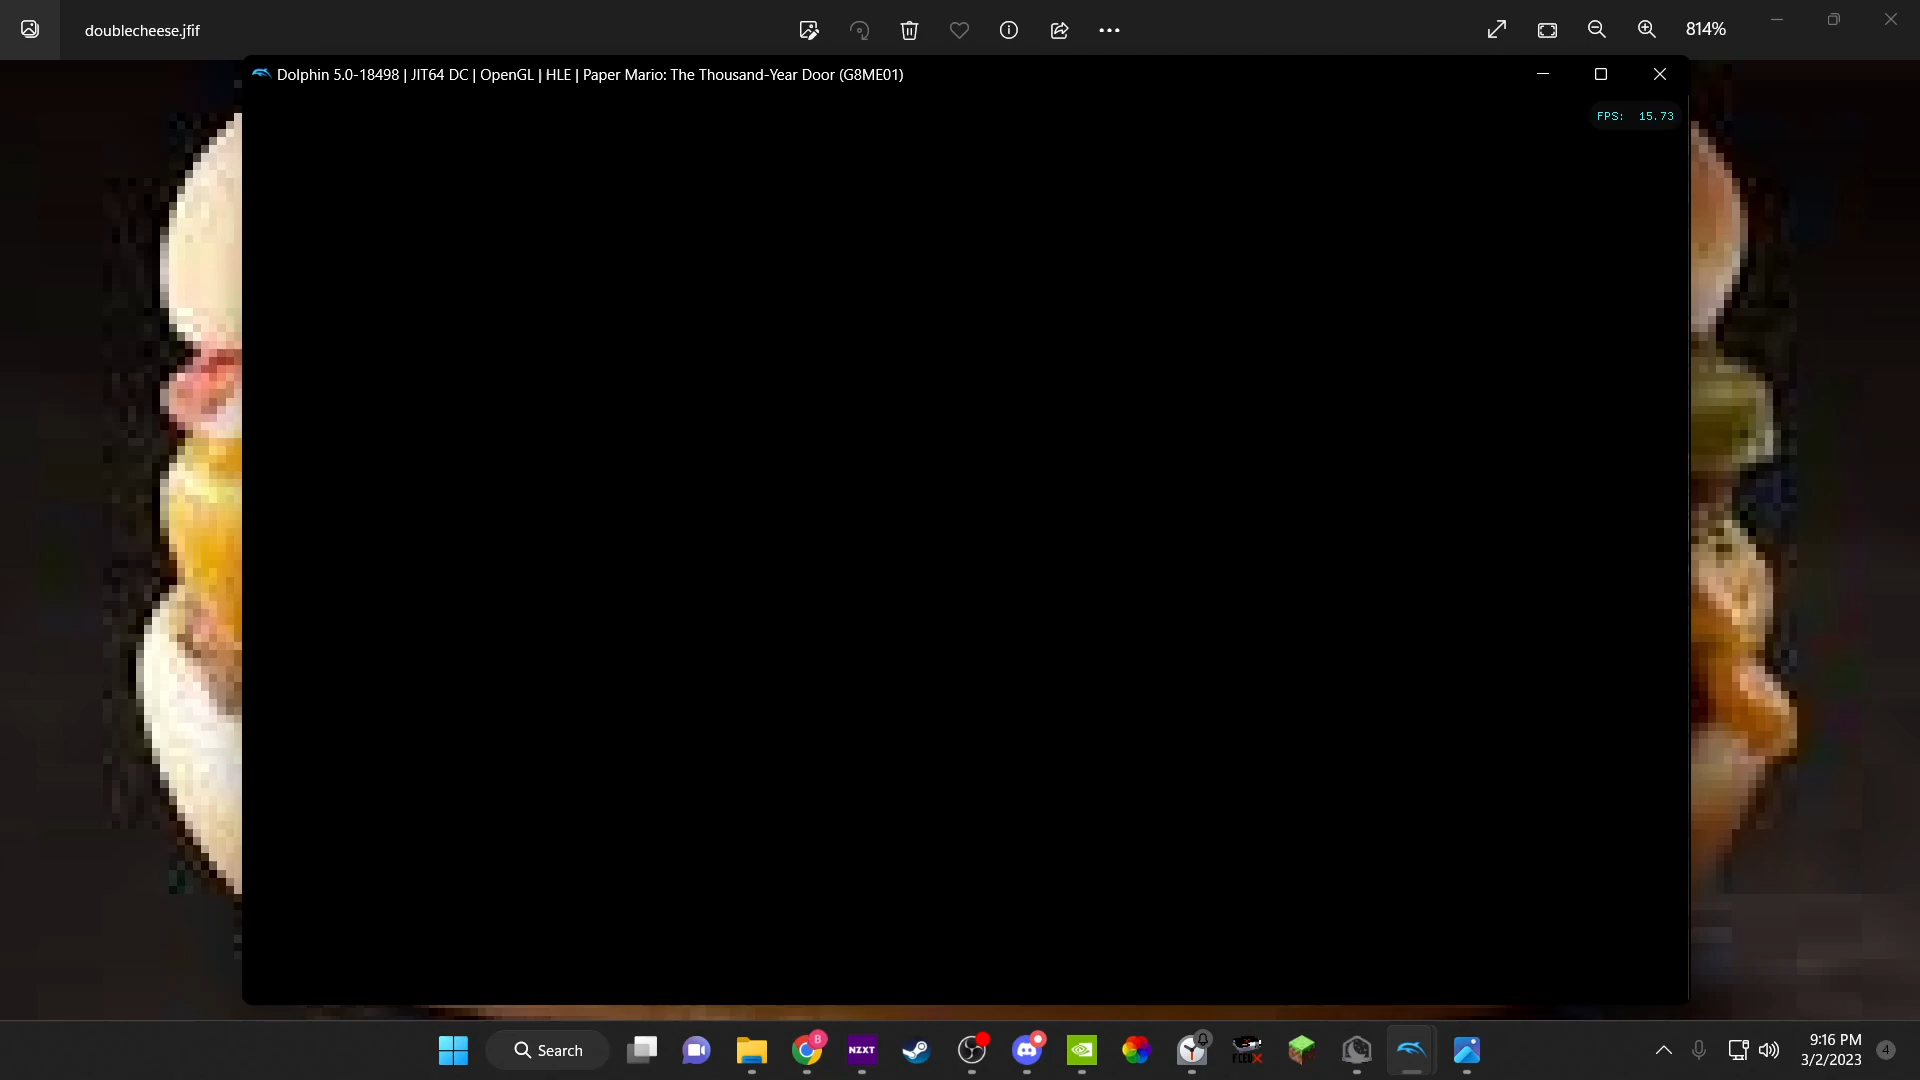 doublecheese.jfif
814%
Dolphin 5.0-18498 | JIT64 DC | OpenGL | HLE | Paper Mario: The Thousand-Year Door (G8ME01)
FPS: 15.73
Search
B
NZXT
9:16 PM
3/2/2023
4